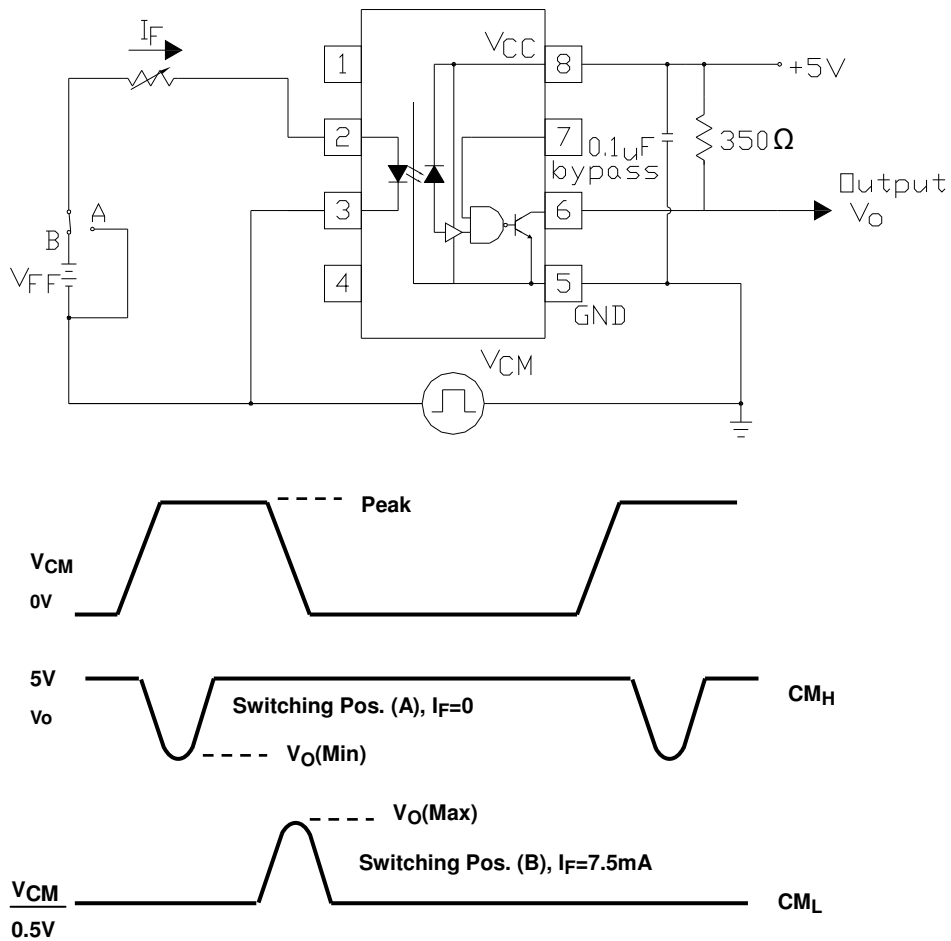 IF
1
VCC
8
+5V
2
7
0.1uF
bypass
350Ω
3
6
Output
VO
A
B
VFF
4
5
GND
VCM
Peak
VCM
0V
5V
Vo
Switching Pos. (A), IF=0
CMH
VO(Min)
VO(Max)
Switching Pos. (B), IF=7.5mA
VCM
0.5V
CML